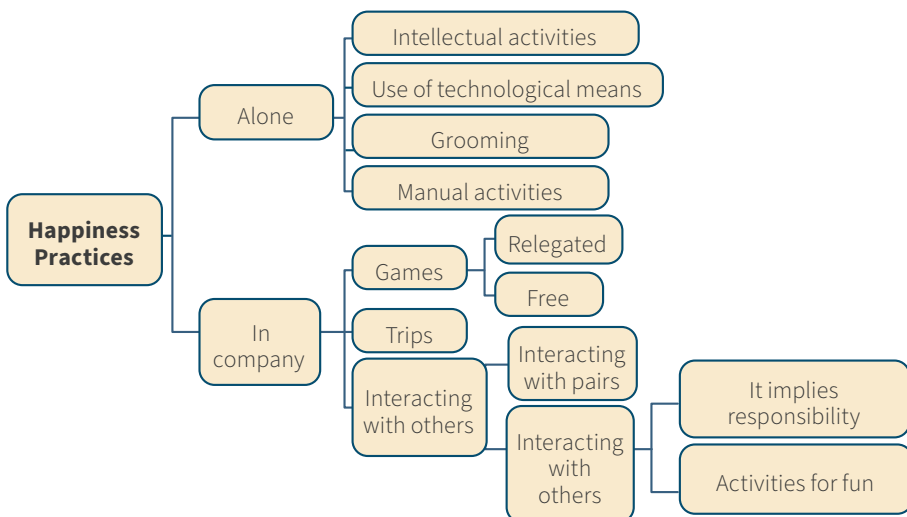 Happiness
Practices
Alone
Intellectual activities
Use of technological means
Grooming
Manual activities
In
company
Games
Relegated
Free
Trips
Interacting
with others
Interacting
with pairs
Interacting
with
others
It implies
responsibility
Activities for fun